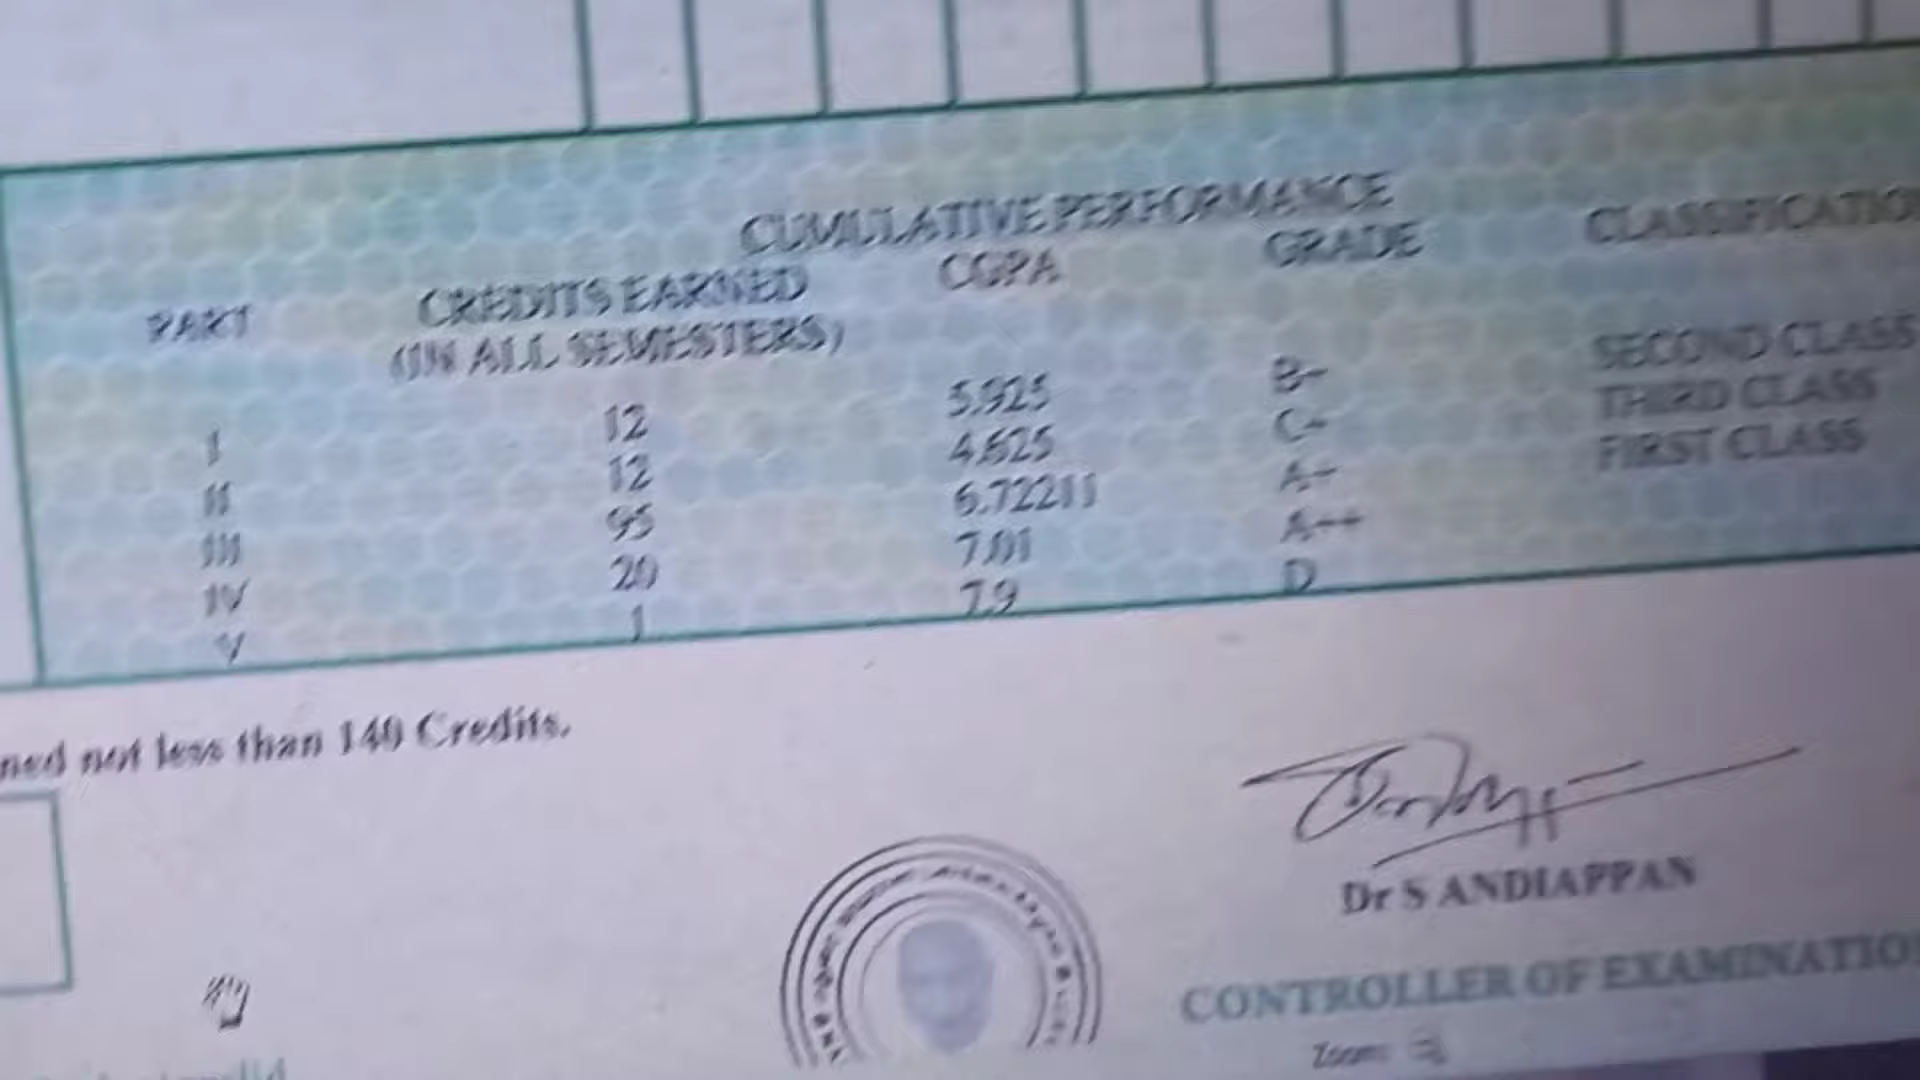 CUMULATIVE PERFORMANCE
PART CREDITS EARNED CGPA GRADE CLASSIFICATIO
(IN ALL SEMESTERS)
I 12 5.925 B- SECOND CLASS
II 12 4.625 THIRD CLASS
III 95 6.72211 FIRST CLASS
IV 20 7.01 A++
V 1 7.9 D
ned not less than 140 Credits.
Dr S ANDIAPPAN
CONTROLLER OF EXAMINATIO
Zoom: